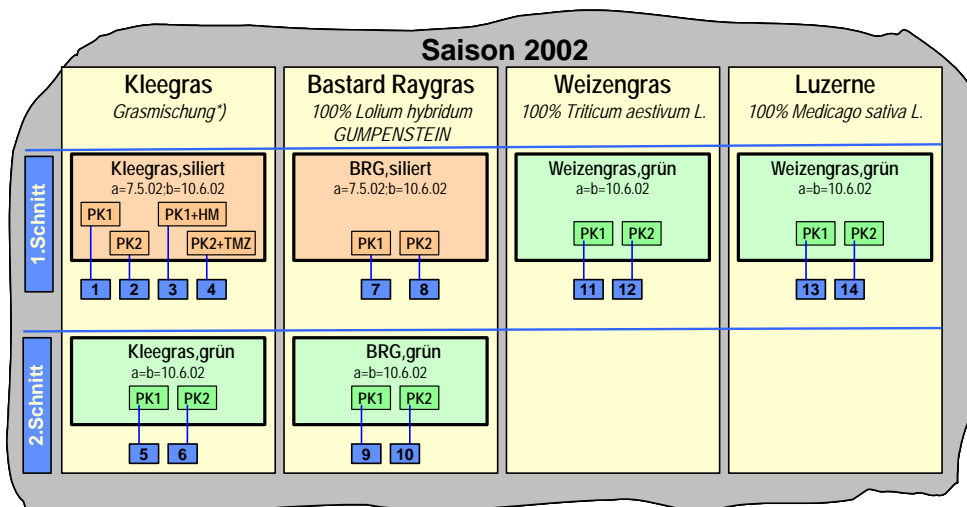 Saison 2002
Kleegras
Grasmischung*)
Bastard Raygras
100% Lolium hybridum
GUMPENSTEIN
Weizengras
100% Triticum aestivum L.
Luzerne
100% Medicago sativa L.
1.Schnitt
Kleegras,siliert
a=7.5.02;b=10.6.02
PK1
PK1+HM
PK2
PK2+TMZ
1
2
3
4
BRG,siliert
a=7.5.02;b=10.6.02
PK1
PK2
7
8
Weizengras,grün
a=b=10.6.02
PK1
PK2
11
12
Weizengras,grün
a=b=10.6.02
PK1
PK2
13
14
2.Schnitt
Kleegras,grün
a=b=10.6.02
PK1
PK2
5
6
BRG,grün
a=b=10.6.02
PK1
PK2
9
10